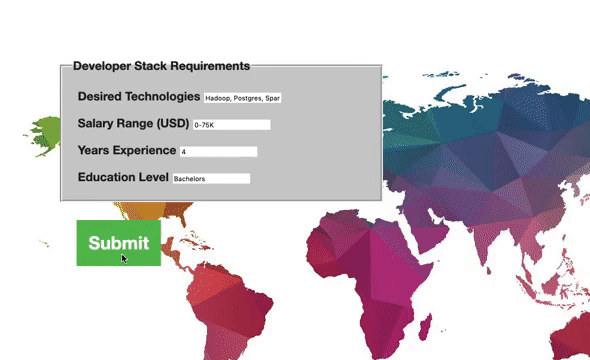 Developer Stack Requirements
Desired Technologies Hadoop, Postgres, Spar
Salary Range (USD) 0-75K
Years Experience 4
Education Level Bachelors
Submit